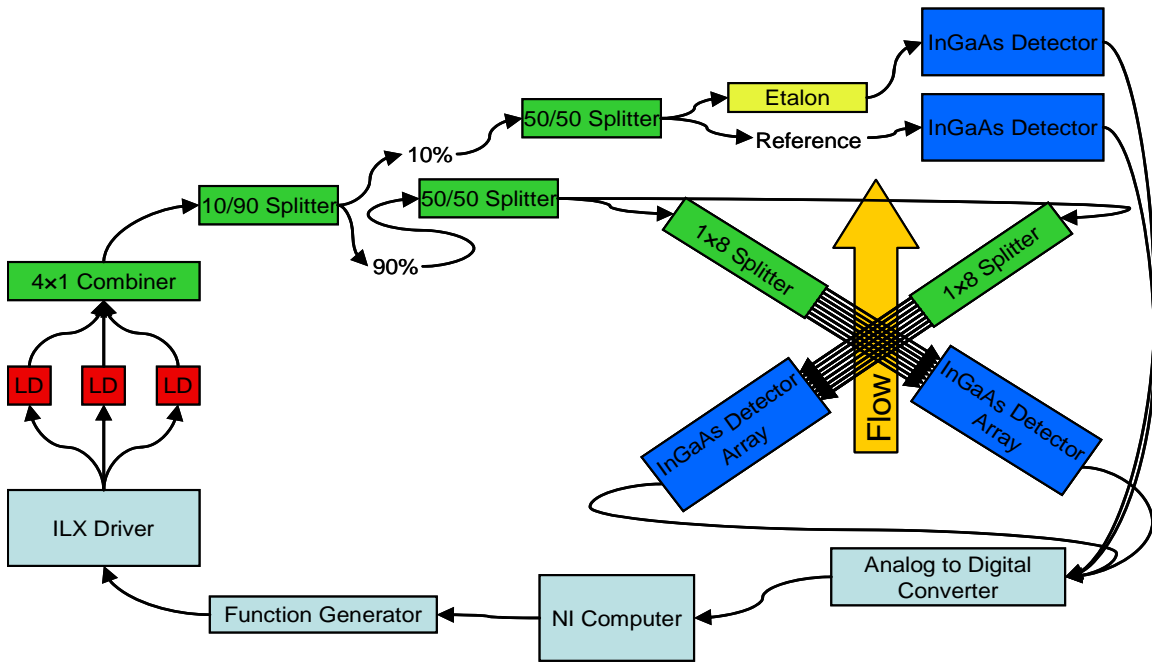 InGaAs Detector
Etalon
50/50 Splitter
Reference
InGaAs Detector
10%
10/90 Splitter
50/50 Splitter
90%
1×8 Splitter
1×8 Splitter
4×1 Combiner
LD
LD
LD
InGaAs Detector
Array
Flow
InGaAs Detector
Array
ILX Driver
Analog to Digital
Converter
Function Generator
NI Computer